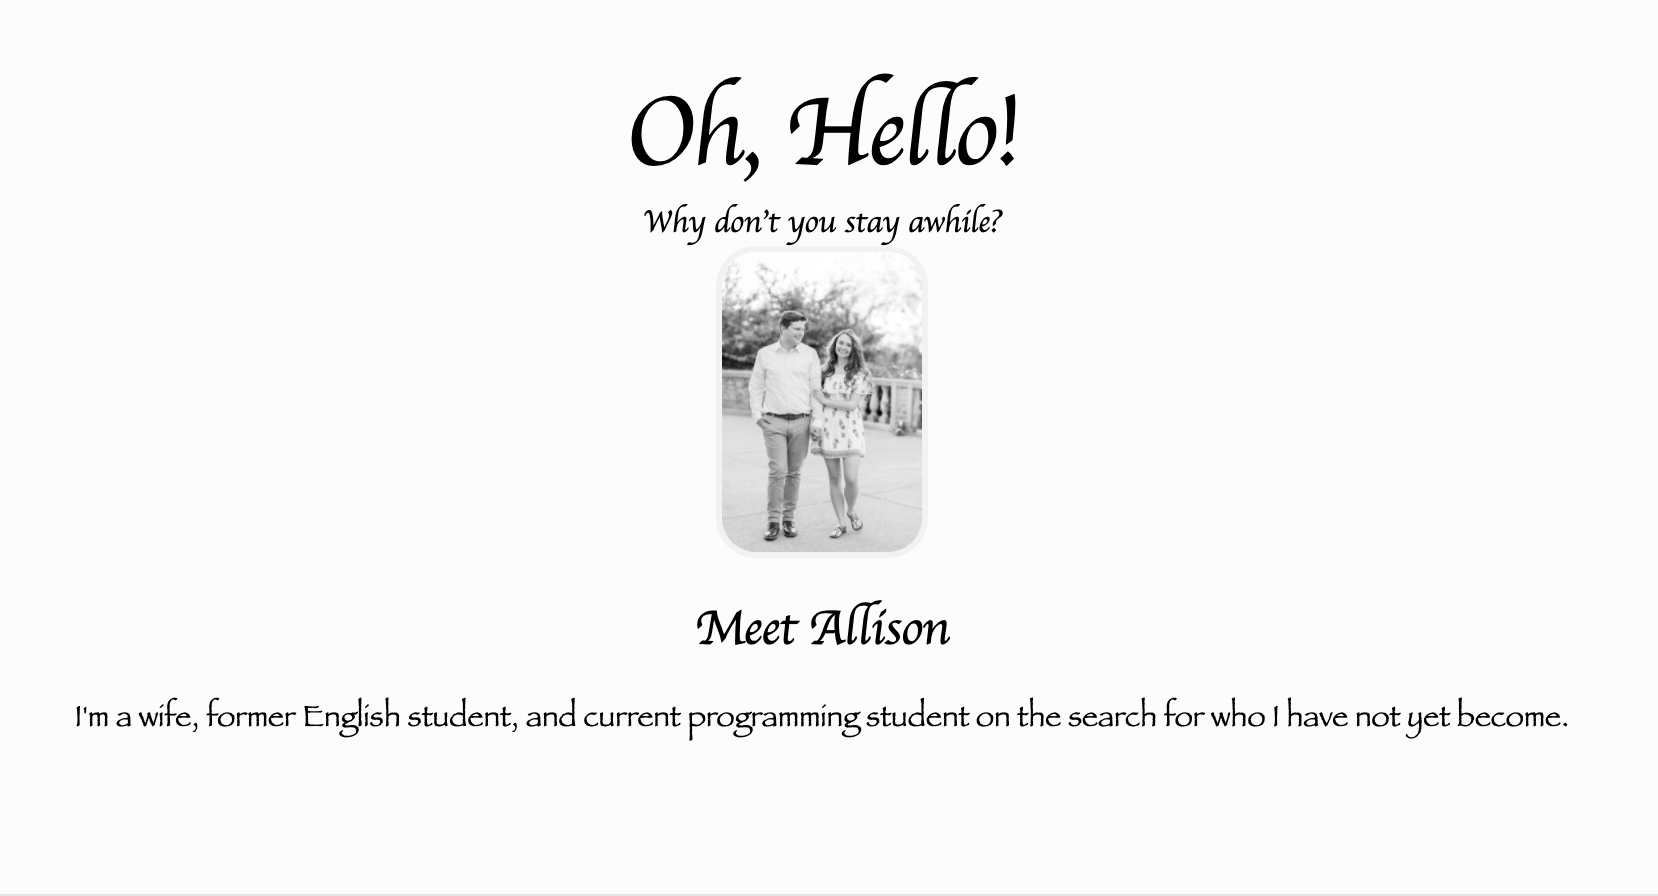 Oh, Hello!
Why don't you stay awhile?
Meet Allison
I'm a wife, former English student, and current programming student on the search for who I have not yet become.